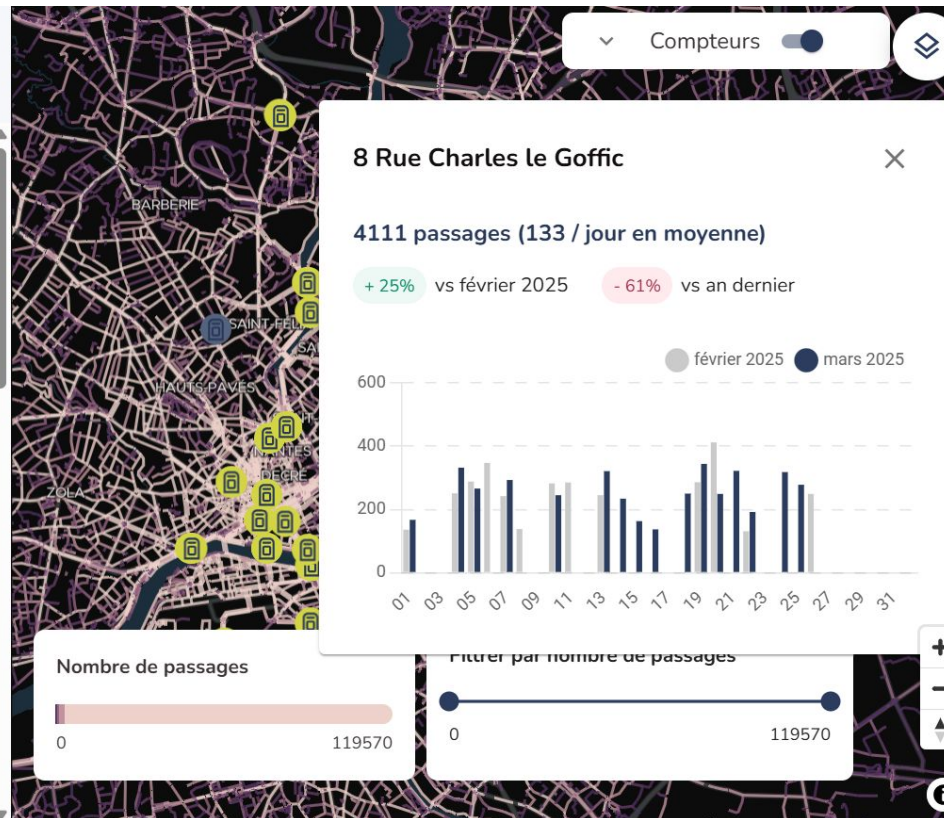 Compteurs
8 Rue Charles le Goffic
4111 passages (133 / jour en moyenne)
+ 25% vs février 2025 - 61% vs an dernier
février 2025 mars 2025
600
400
200
0
01 03 05 07 09 11 13 15 17 19 21 23 25 27 29 31
BARBERIE
HAUTS-PAVÉS
NANTES
DECRÉ
ZOLA
Nombre de passages
0 119570
Filtrer par nombre de passages
0 119570